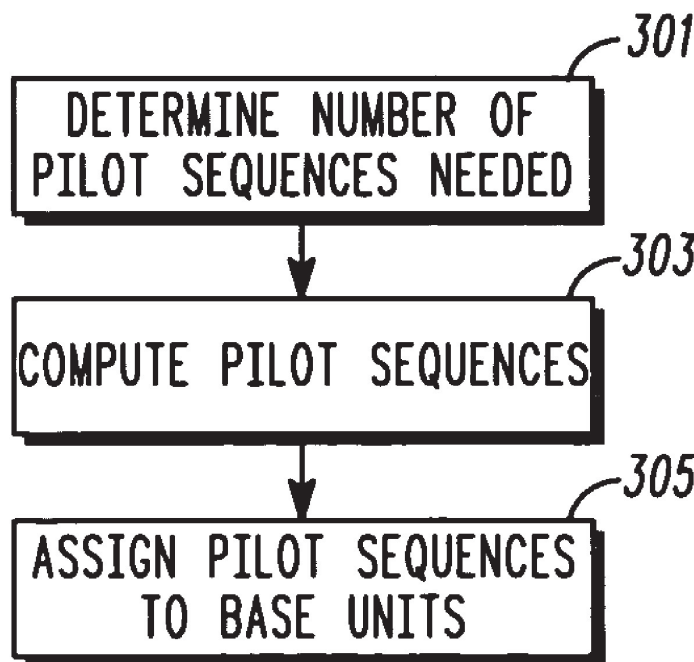 301
DETERMINE NUMBER OF
PILOT SEQUENCES NEEDED
303
COMPUTE PILOT SEQUENCES
305
ASSIGN PILOT SEQUENCES
TO BASE UNITS